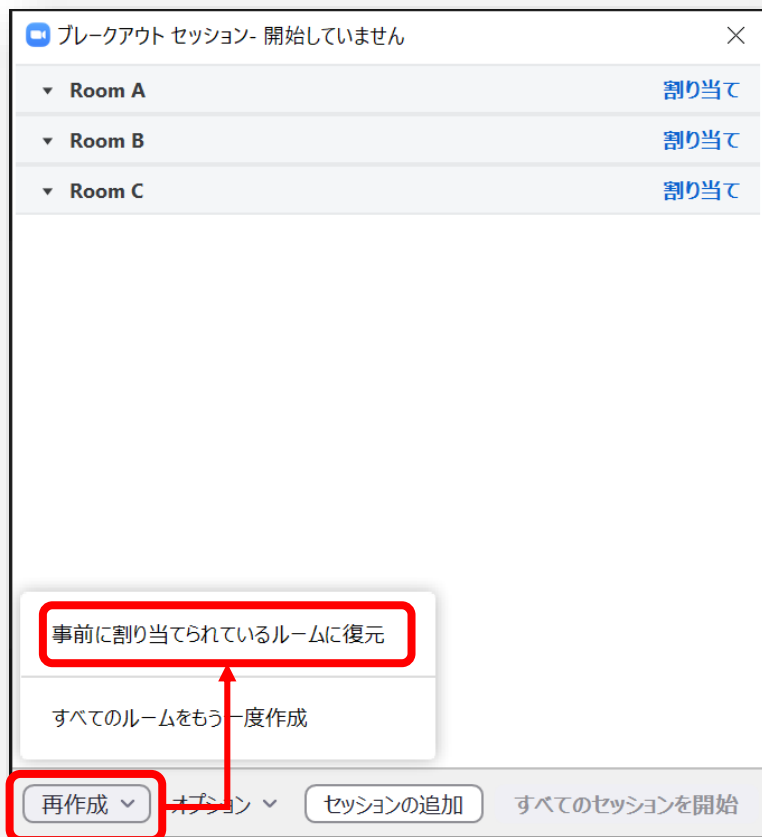 ブレークアウト セッション- 開始していません
Room A 割り当て
Room B 割り当て
Room C 割り当て
事前に割り当てられているルームに復元
すべてのルームをもう一度作成
再作成 オプション セッションの追加 すべてのセッションを開始